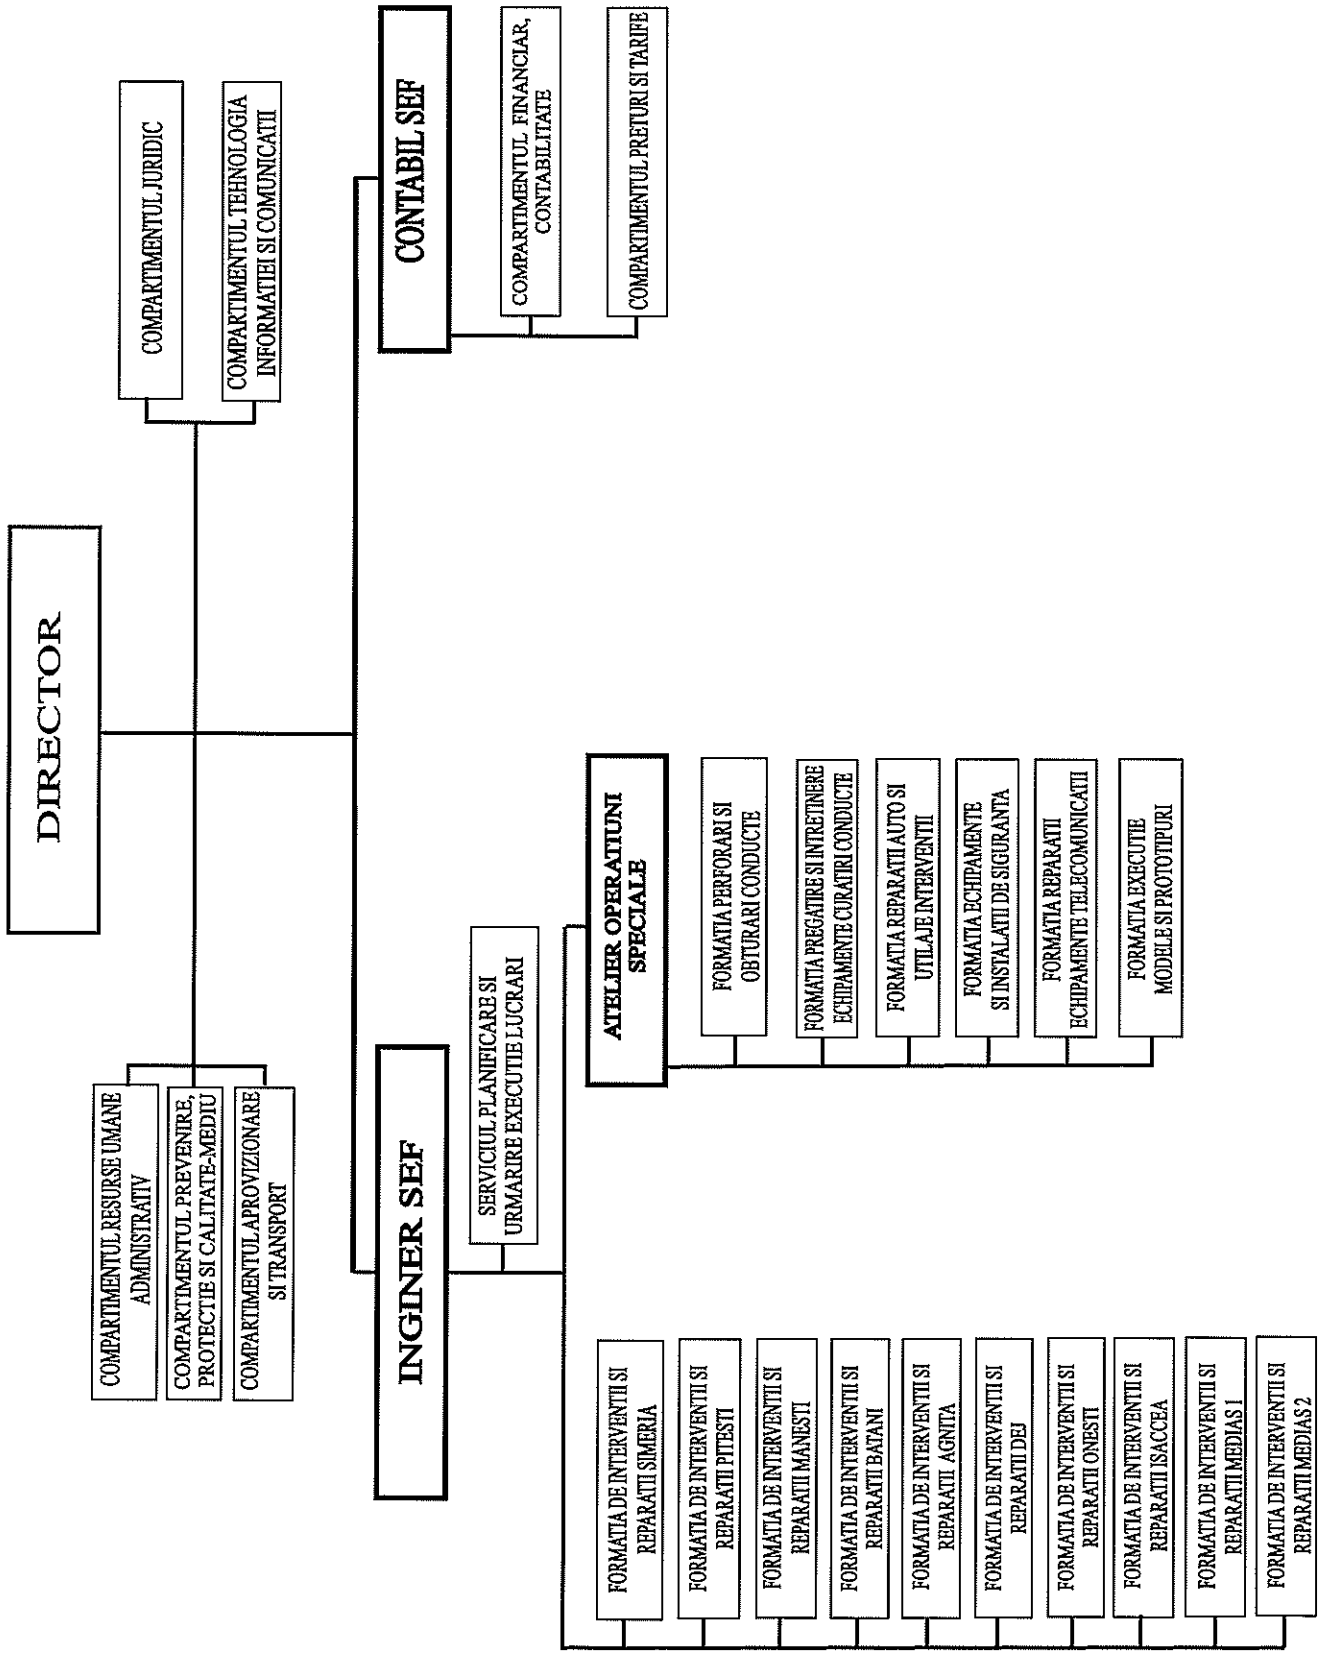 DIRECTOR
COMPARTIMENTUL RESURSE UMANE
ADMINISTRATIV
COMPARTIMENTUL PREVENIRE,
PROTECTIE SI CALITATE-MEDIU
COMPARTIMENTUL APROVIZIONARE
SI TRANSPORT
COMPARTIMENTUL JURIDIC
COMPARTIMENTUL TEHNOLOGIA
INFORMATIEI SI COMUNICATII
INGINER SEF
CONTABIL SEF
SERVICIUL PLANIFICARE SI
URMARIRE EXECUTIE LUCRARI
COMPARTIMENTUL FINANCIAR,
CONTABILITATE
COMPARTIMENTUL PRETURI SI TARIFE
FORMATIA DE INTERVENTII SI
REPARATII SIMERIA
FORMATIA DE INTERVENTII SI
REPARATII PITESTI
FORMATIA DE INTERVENTII SI
REPARATII MANESTI
FORMATIA DE INTERVENTII SI
REPARATII BATANI
FORMATIA DE INTERVENTII SI
REPARATII AGNITA
FORMATIA DE INTERVENTII SI
REPARATII DEJ
FORMATIA DE INTERVENTII SI
REPARATII ONESTI
FORMATIA DE INTERVENTII SI
REPARATII ISACCEA
FORMATIA DE INTERVENTII SI
REPARATII MEDIAS 1
FORMATIA DE INTERVENTII SI
REPARATII MEDIAS 2
ATELIER OPERATIUNI
SPECIALE
FORMATIA PERFORARI SI
OBTURARI CONDUCTE
FORMATIA PREGATIRE SI INTRETINERE
ECHIPAMENTE CURATIRI CONDUCTE
FORMATIA REPARATII AUTO SI
UTILAJE INTERVENTII
FORMATIA ECHIPAMENTE
SI INSTALATII DE SIGURANTA
FORMATIA REPARATII
ECHIPAMENTE TELECOMUNICATII
FORMATIA EXECUTIE
MODELE SI PROTOTIPURI